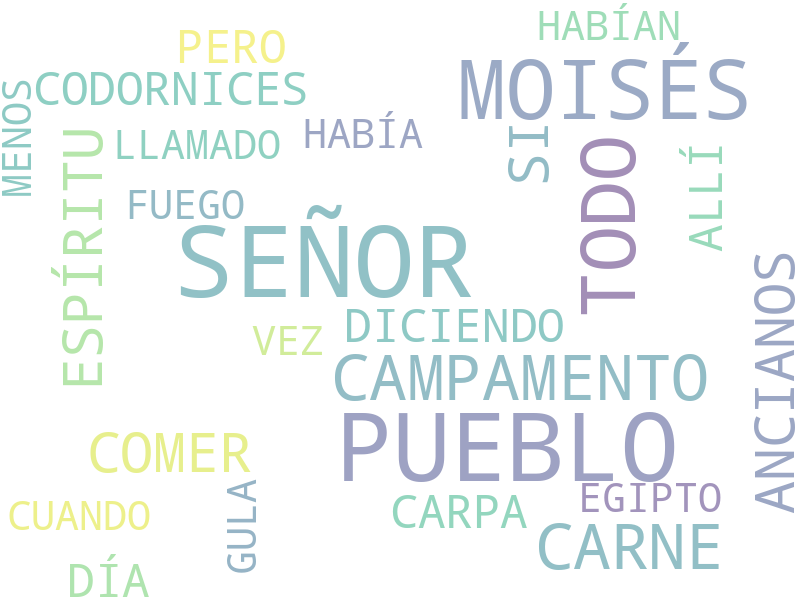 HABÍAN
PERO
MOISÉS
CODORNICES
MENOS
HABÍA
SI
LLAMADO
ESPÍRITU
TODO
ALLÍ
FUEGO
SEÑOR
ANCIANOS
DICIENDO
VEZ
CAMPAMENTO
PUEBLO
COMER
GULA
EGIPTO
CARPA
CUANDO
CARNE
DÍA